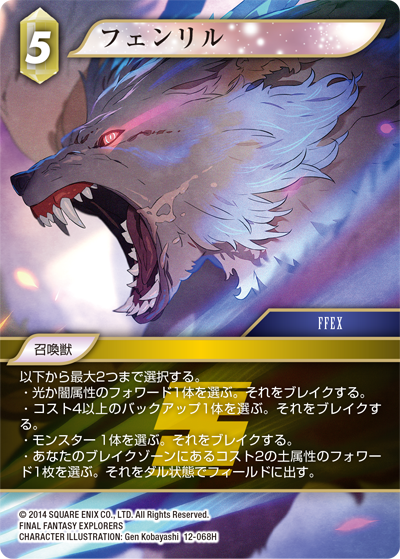 5
フェンリル
FFEX
召喚獣
以下から最大2つまで選択する。
・光か闇属性のフォワード1体を選ぶ。それをブレイクする。
・コスト4以上のバックアップ1体を選ぶ。それをブレイクす
る。
・モンスター1体を選ぶ。それをブレイクする。
・あなたのブレイクゾーンにあるコスト2の土属性のフォワー
ド1枚を選ぶ。それをダル状態でフィールドに出す。
© 2014 SQUARE ENIX CO., LTD. All Rights Reserved.
FINAL FANTASY EXPLORERS
CHARACTER ILLUSTRATION: Gen Kobayashi 12-068H